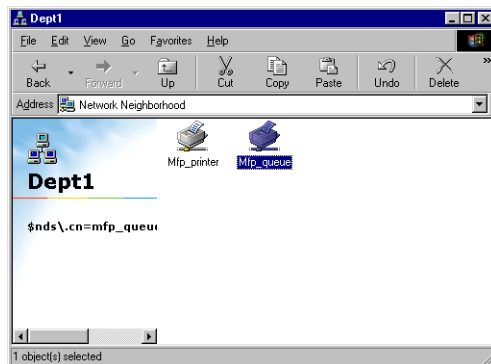 Dept1
File Edit View Go Favorites Help
Back Forward Up Cut Copy Paste Undo Delete »
Address Network Neighborhood
Mfp_printer Mfp_queue
Dept1
$nds\.cn=mfp_queu
1 object(s) selected